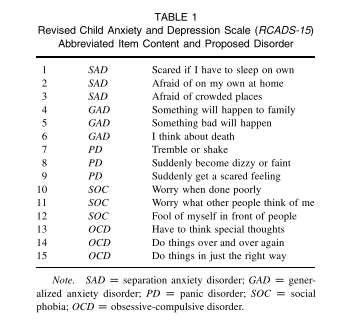 TABLE 1
Revised Child Anxiety and Depression Scale (RCADS-15)
Abbreviated Item Content and Proposed Disorder
1 SAD Scared if I have to sleep on own
2 SAD Afraid of on my own at home
3 SAD Afraid of crowded places
4 GAD Something will happen to family
5 GAD Something bad will happen
6 GAD I think about death
7 PD Tremble or shake
8 PD Suddenly become dizzy or faint
9 PD Suddenly get a scared feeling
10 SOC Worry when done poorly
11 SOC Worry what other people think of me
12 SOC Fool of myself in front of people
13 OCD Have to think special thoughts
14 OCD Do things over and over again
15 OCD Do things in just the right way
Note. SAD = separation anxiety disorder; GAD = gener-
alized anxiety disorder; PD = panic disorder; SOC = social
phobia; OCD = obsessive-compulsive disorder.